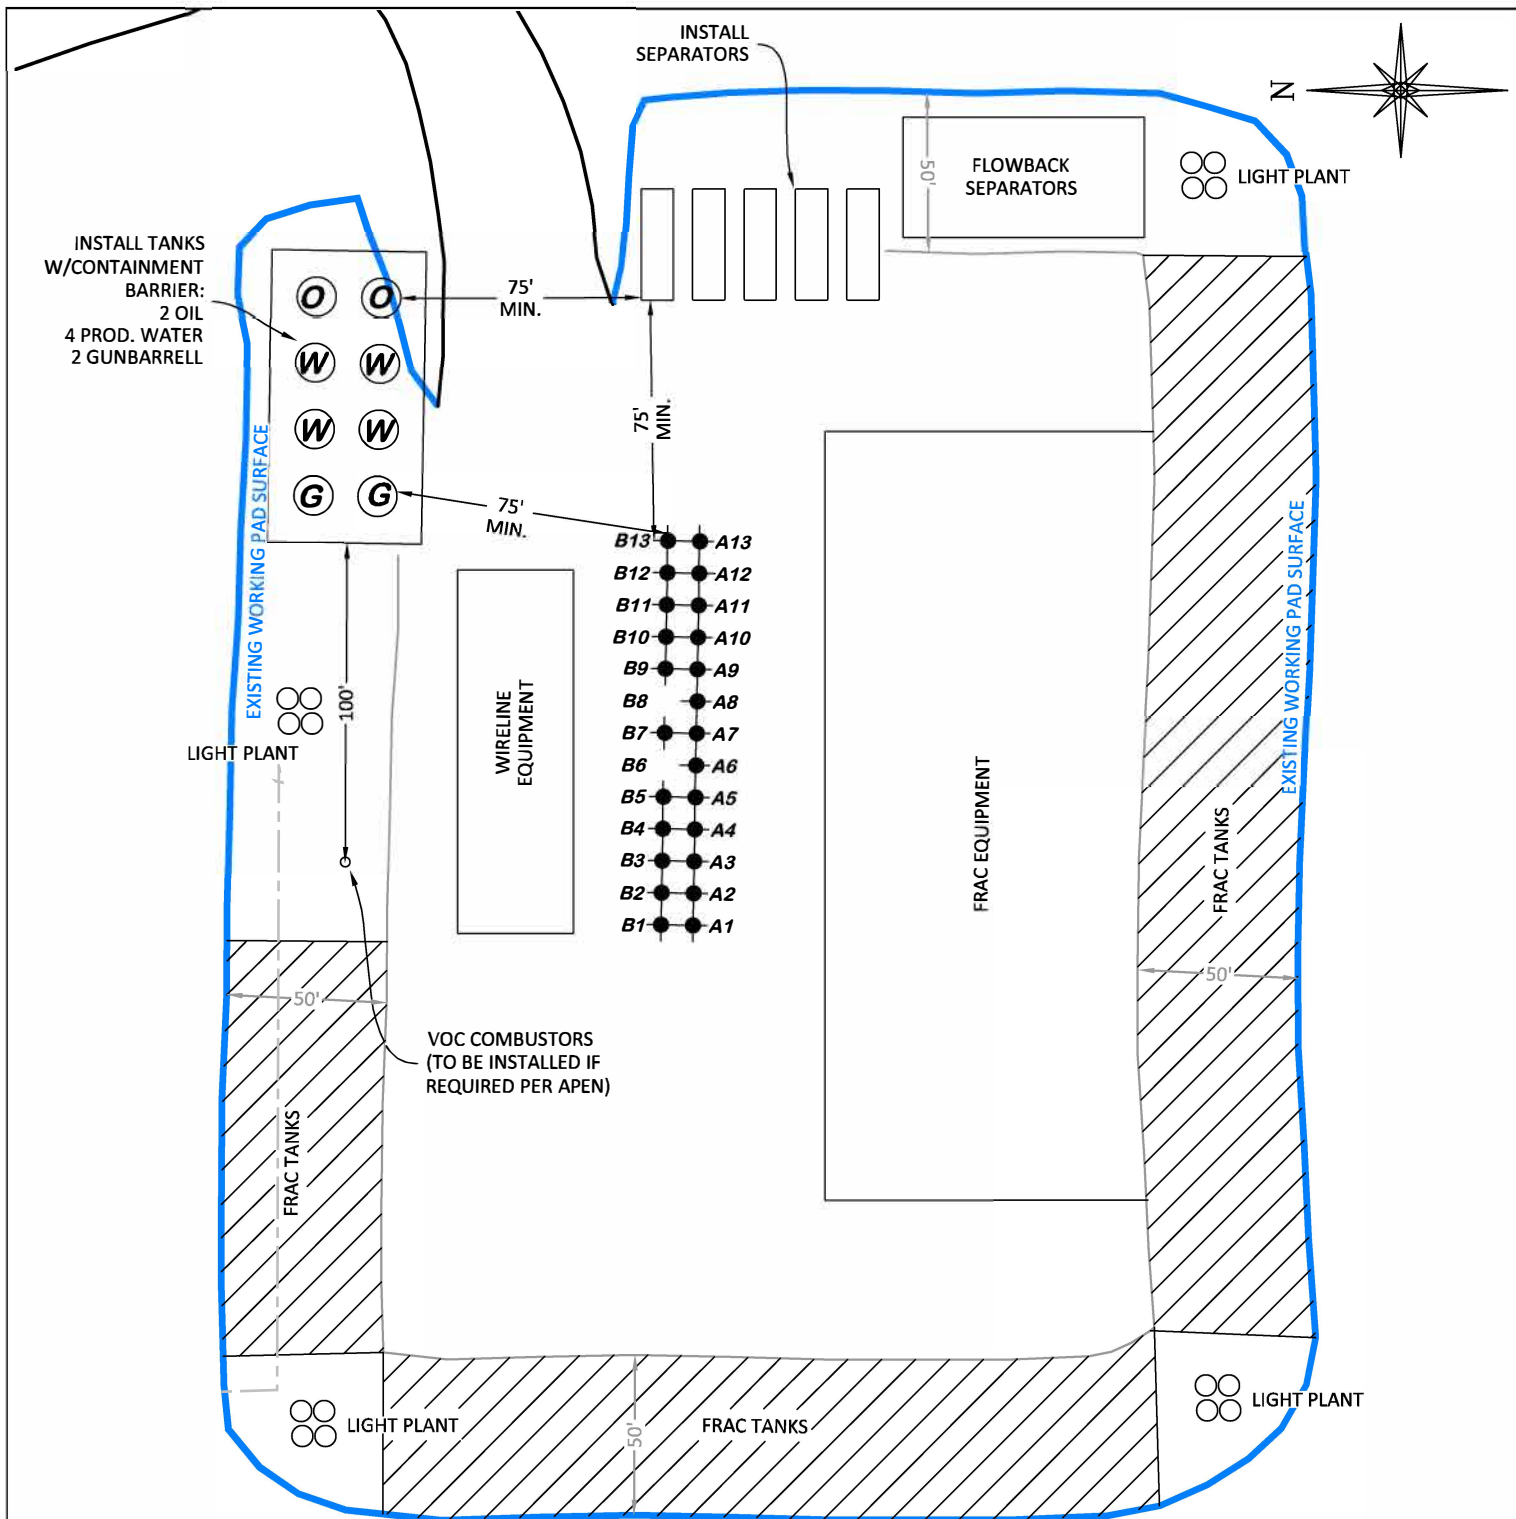 INSTALL
SEPARATORS
N
50'
FLOWBACK
SEPARATORS
LIGHT PLANT
INSTALL TANKS
W/CONTAINMENT
BARRIER:
2 OIL
4 PROD. WATER
2 GUNBARRELL
O O
W W
W W
G G
75'
MIN.
75'
MIN.
75'
MIN.
EXISTING WORKING PAD SURFACE
EXISTING WORKING PAD SURFACE
B13 A13
B12 A12
B11 A11
B10 A10
B9 A9
B8 A8
B7 A7
B6 A6
B5 A5
B4 A4
B3 A3
B2 A2
B1 A1
100'
LIGHT PLANT
WIRELINE
EQUIPMENT
FRAC EQUIPMENT
FRAC TANKS
50'
50'
VOC COMBUSTORS
(TO BE INSTALLED IF
REQUIRED PER APEN)
FRAC TANKS
LIGHT PLANT
50'
FRAC TANKS
LIGHT PLANT